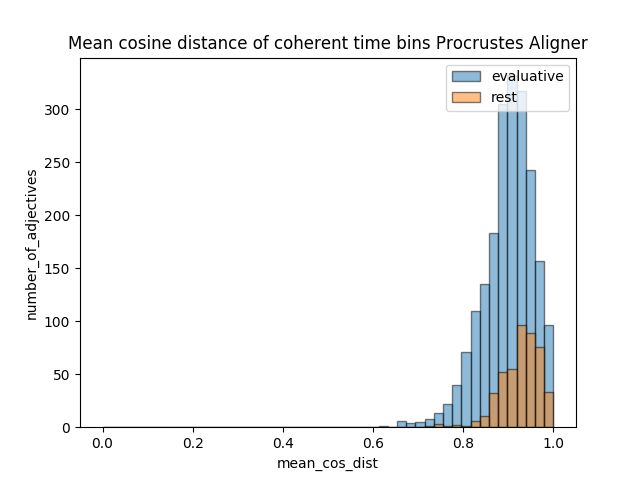 Mean cosine distance of coherent time bins Procrustes Aligner
evaluative
rest
300
250
200
150
100
50
0
number_of_adjectives
0.0 0.2 0.4 0.6 0.8 1.0
mean_cos_dist